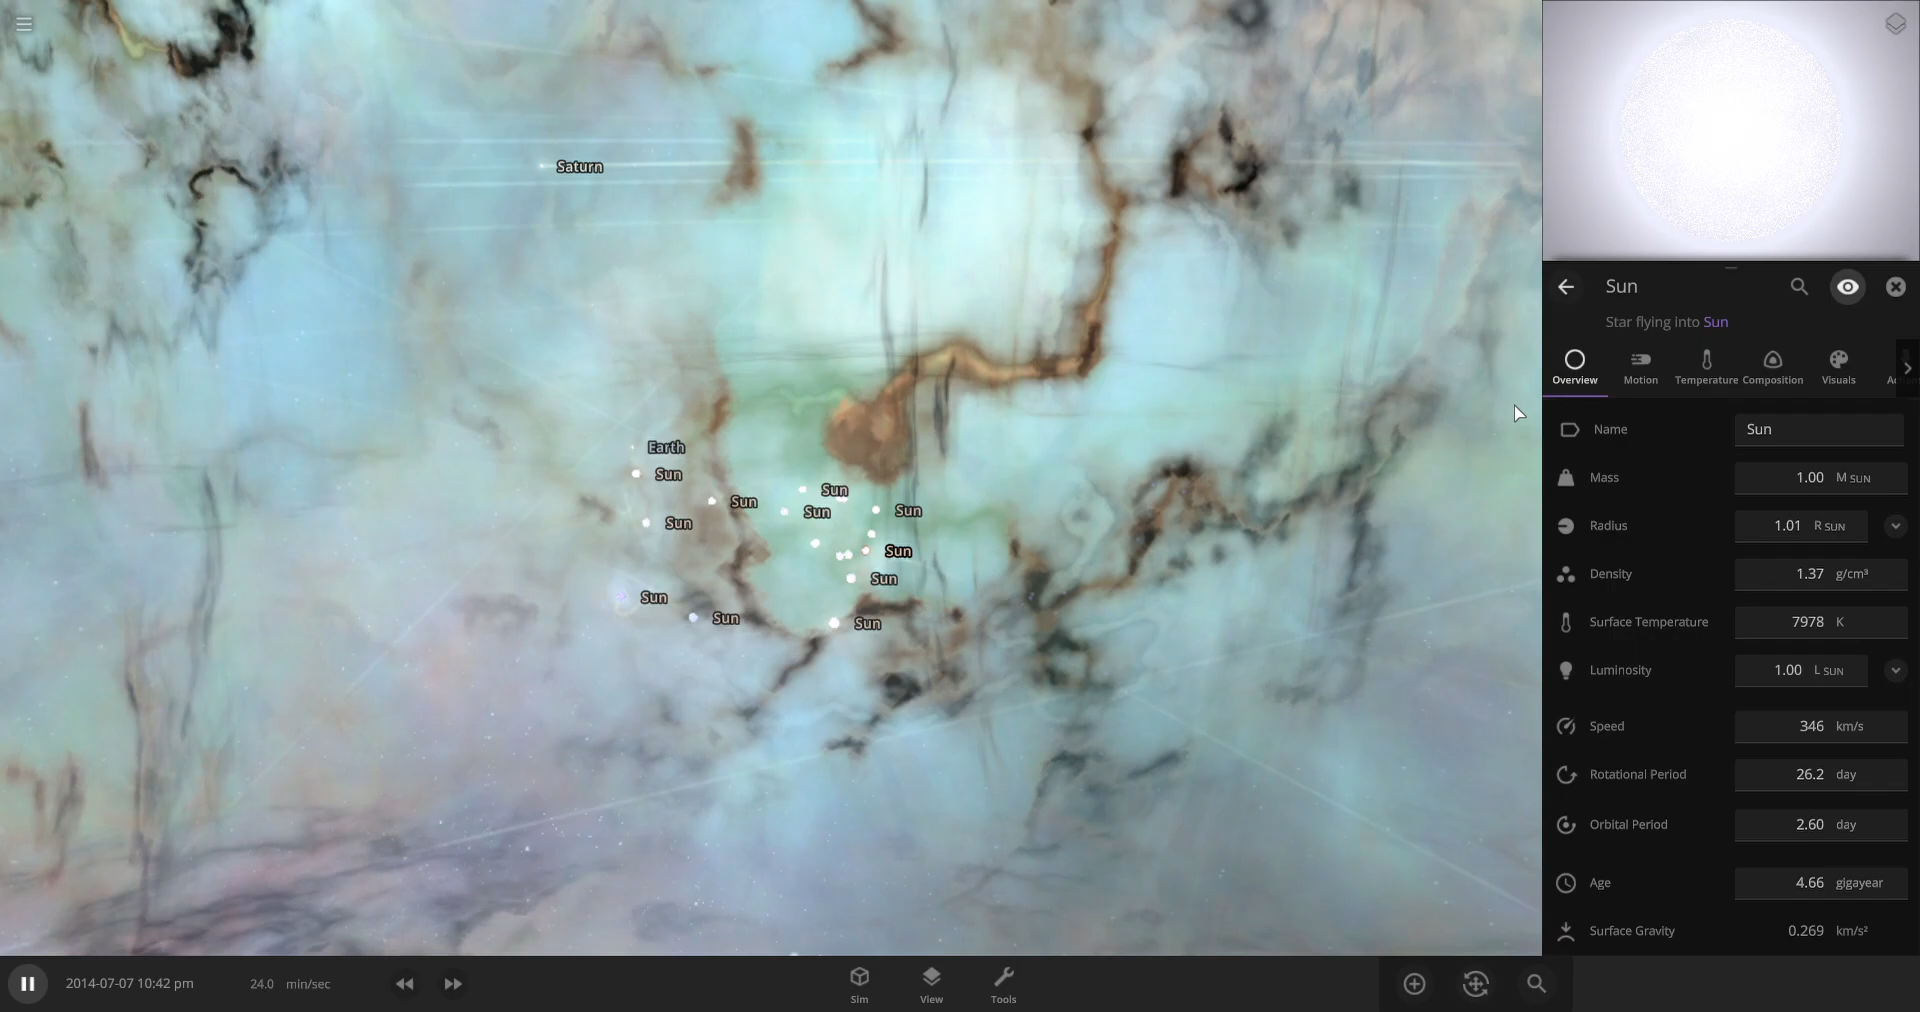 Saturn
Earth
Sun
Sun
Sun
Sun
Sun
Sun
Sun
Sun
Sun
Sun
Sun
Sun
Star flying into Sun
Overview
Motion
Temperature
Composition
Visuals
Name Sun
Mass 1.00 M SUN
Radius 1.01 R SUN
Density 1.37 g/cm³
Surface Temperature 7978 K
Luminosity 1.00 L SUN
Speed 346 km/s
Rotational Period 26.2 day
Orbital Period 2.60 day
Age 4.66 gigayear
Surface Gravity 0.269 km/s²
2014-07-07 10:42 pm
24.0 min/sec
Sim
View
Tools